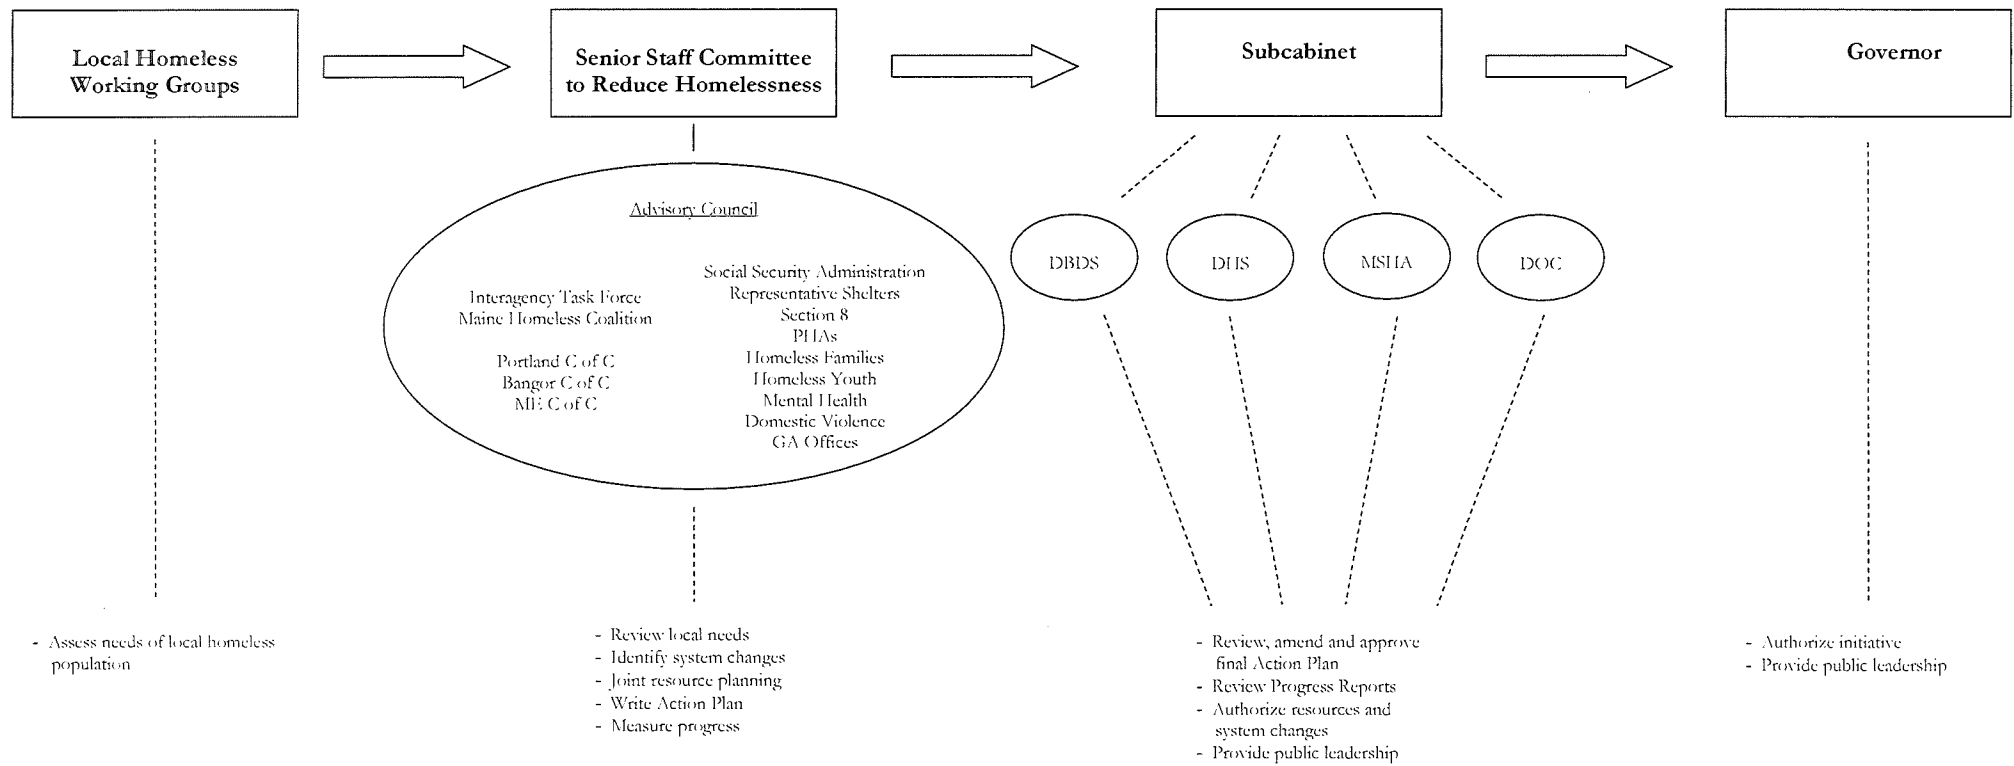 Local Homeless
Working Groups
Senior Staff Committee
to Reduce Homelessness
Subcabinet
Governor
Advisory Council
Interagency Task Force
Maine Homeless Coalition
Portland C of C
Bangor C of C
ME C of C
Social Security Administration
Representative Shelters
Section 8
PHAs
Homeless Families
Homeless Youth
Mental Health
Domestic Violence
GA Offices
DBDS
DHS
MSHA
DOC
- Assess needs of local homeless
population
- Review local needs
- Identify system changes
- Joint resource planning
- Write Action Plan
- Measure progress
- Review, amend and approve
final Action Plan
- Review Progress Reports
- Authorize resources and
system changes
- Provide public leadership
- Authorize initiative
- Provide public leadership